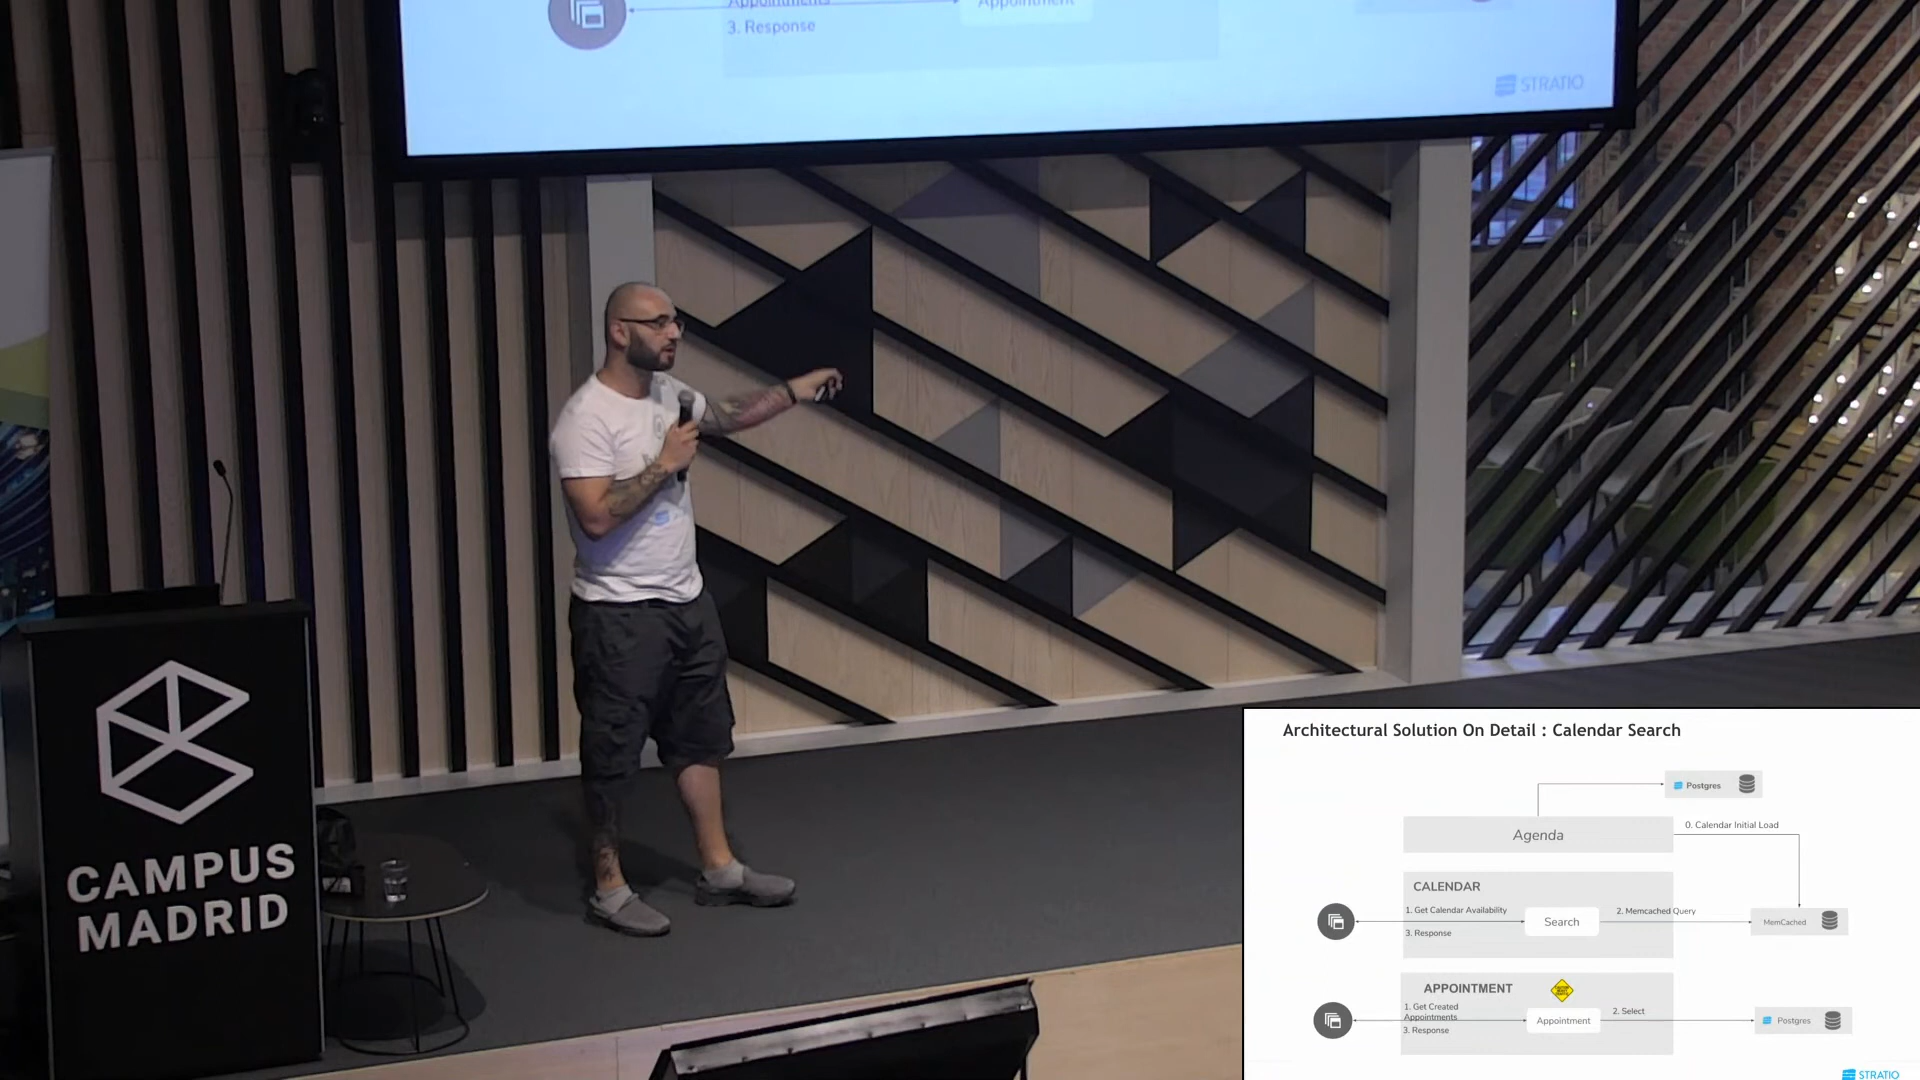 Appointments
Appointment
3. Response
STRATIO
CAMPUS
MADRID
Architectural Solution On Detail : Calendar Search
Postgres
Agenda
0. Calendar Initial Load
CALENDAR
1. Get Calendar Availability
Search
2. Memcached Query
MemCached
3. Response
APPOINTMENT
1. Get Created
Appointments
Appointment
2. Select
Postgres
3. Response
STRATIO